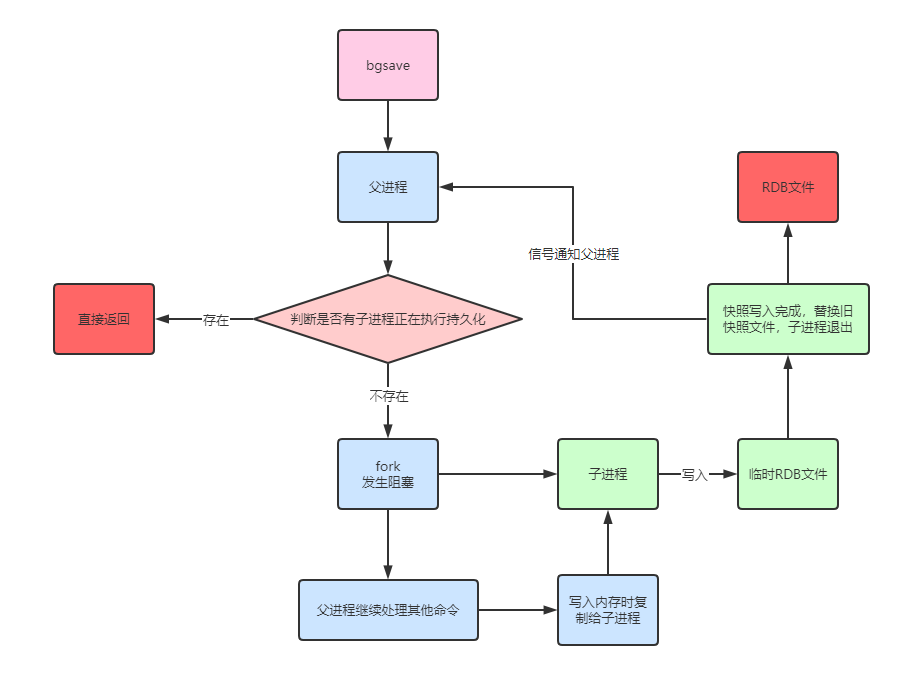 bgsave
父进程
RDB文件
信号通知父进程
直接返回
存在
判断是否有子进程正在执行持久化
快照写入完成，替换旧
快照文件，子进程退出
不存在
fork
发生阻塞
子进程
写入
临时RDB文件
父进程继续处理其他命令
写入内存时复
制给子进程